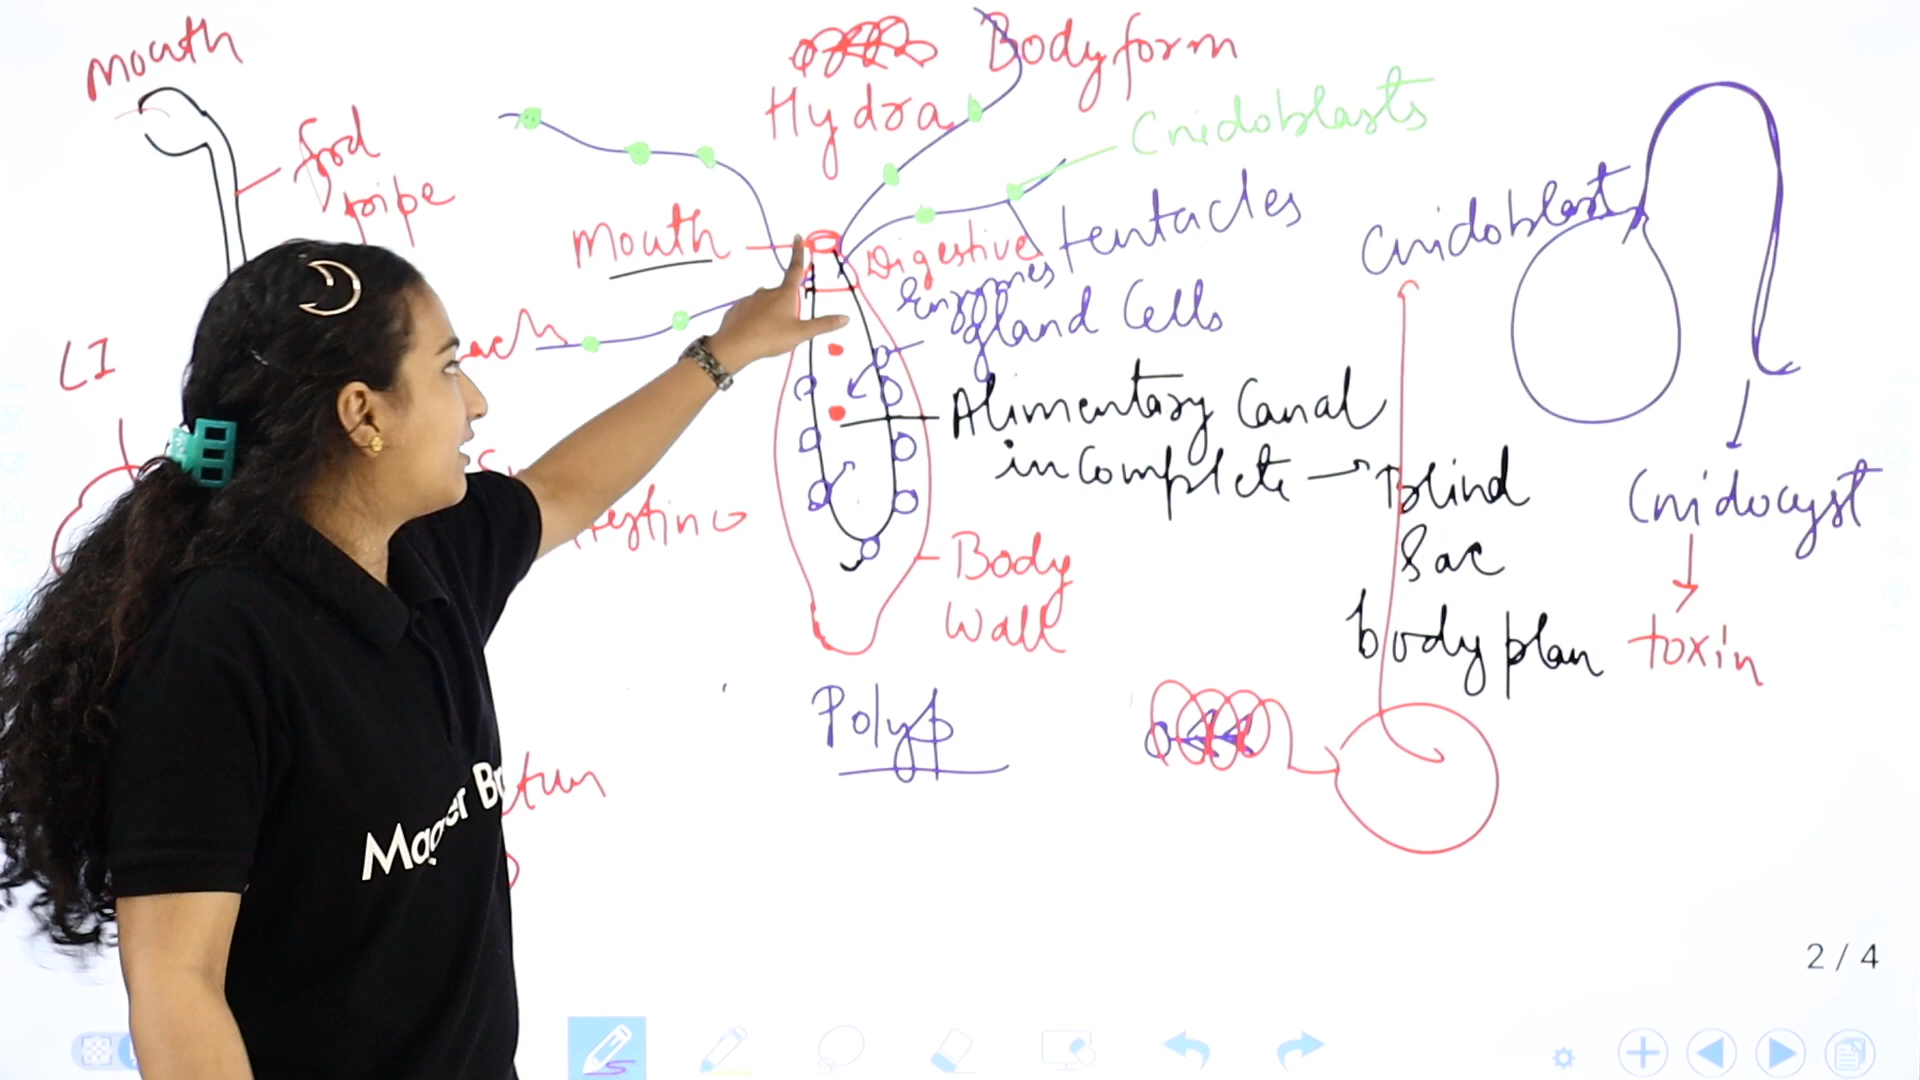 mouth
food
pipe
LI
Body form
Hydra
Cnidoblasts
mouth
Digestive
Enzymes
tentacles
gland Cells
Alimentary Canal
incomplete → Blind
Sac
body plan
Body
Wall
Polyp
Cnidoblast
Cnidocyst
toxin
2 / 4